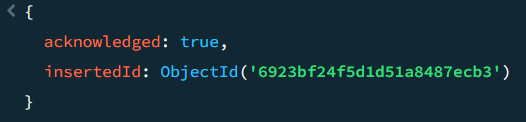 < {
acknowledged: true,
insertedId: ObjectId('6923bf24f5d1d51a8487ecb3')
}